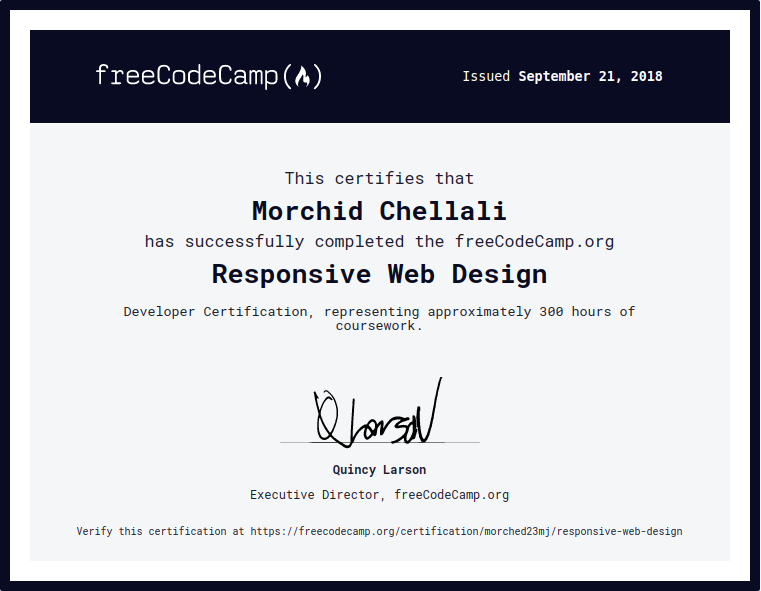 freeCodeCamp(🔥)
Issued September 21, 2018
This certifies that
Morchid Chellali
has successfully completed the freeCodeCamp.org
Responsive Web Design
Developer Certification, representing approximately 300 hours of
coursework.
Q Larson
Quincy Larson
Executive Director, freeCodeCamp.org
Verify this certification at https://freecodecamp.org/certification/morched23mj/responsive-web-design